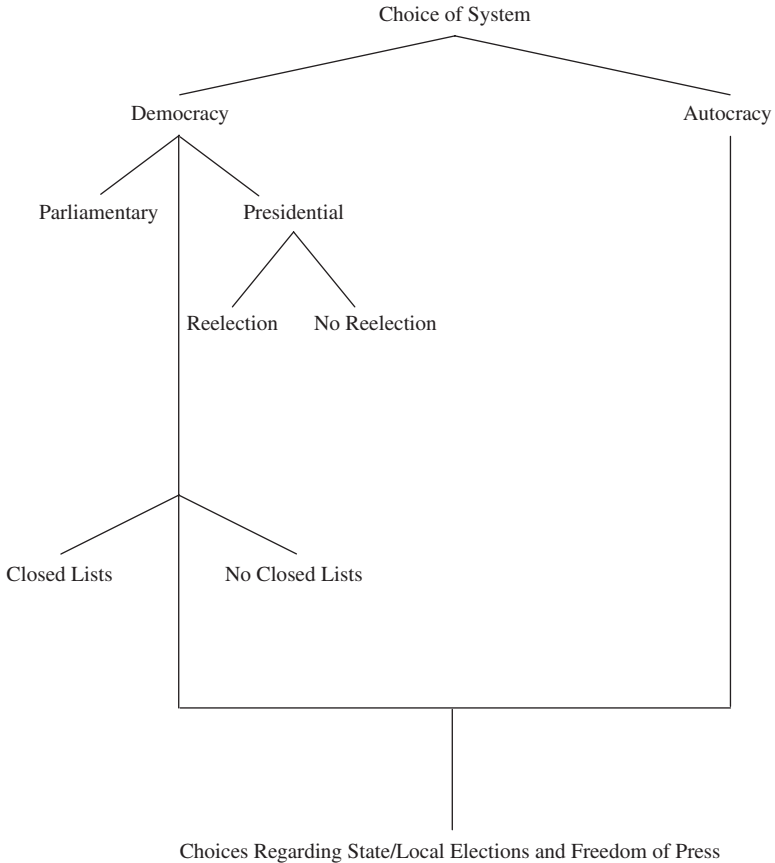 Choice of System
Democracy
Autocracy
Parliamentary
Presidential
Reelection
No Reelection
Closed Lists
No Closed Lists
Choices Regarding State/Local Elections and Freedom of Press